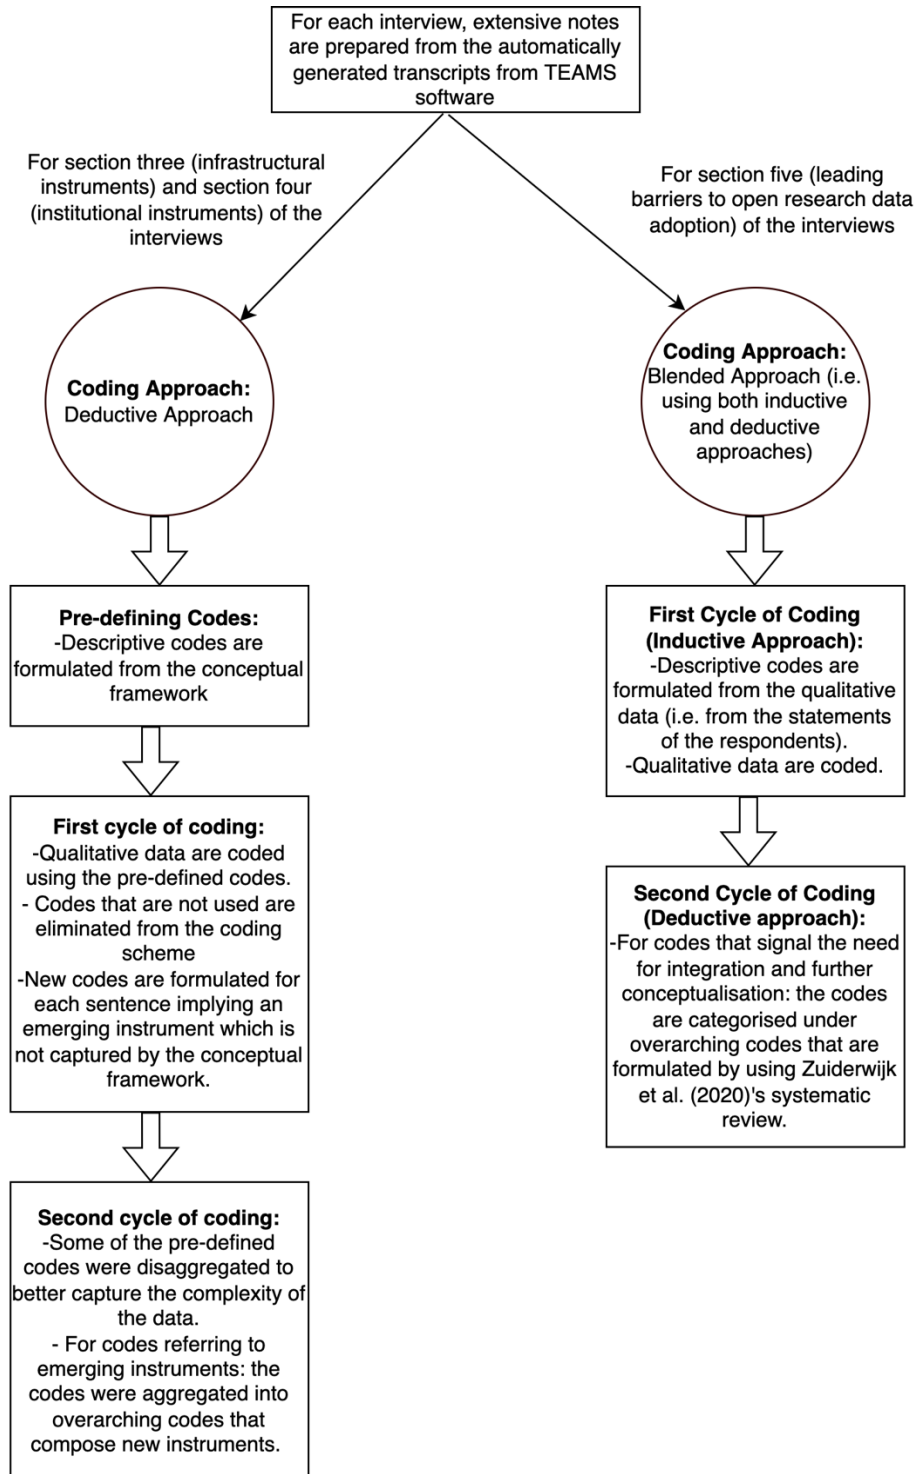 For each interview, extensive notes
are prepared from the automatically
generated transcripts from TEAMS
software
For section three (infrastructural
instruments) and section four
(institutional instruments) of the
interviews
For section five (leading
barriers to open research data
adoption) of the interviews
Coding Approach:
Deductive Approach
Coding Approach:
Blended Approach (i.e.
using both inductive
and deductive
approaches)
Pre-defining Codes:
-Descriptive codes are
formulated from the conceptual
framework
First cycle of coding:
-Qualitative data are coded
using the pre-defined codes.
- Codes that are not used are
eliminated from the coding
scheme
-New codes are formulated for
each sentence implying an
emerging instrument which is
not captured by the conceptual
framework.
Second cycle of coding:
-Some of the pre-defined
codes were disaggregated to
better capture the complexity of
the data.
- For codes referring to
emerging instruments: the
codes were aggregated into
overarching codes that
compose new instruments.
First Cycle of Coding
(Inductive Approach):
-Descriptive codes are
formulated from the qualitative
data (i.e. from the statements
of the respondents).
-Qualitative data are coded.
Second Cycle of Coding
(Deductive approach):
-For codes that signal the need
for integration and further
conceptualisation: the codes
are categorised under
overarching codes that are
formulated by using Zuiderwijk
et al. (2020)'s systematic
review.